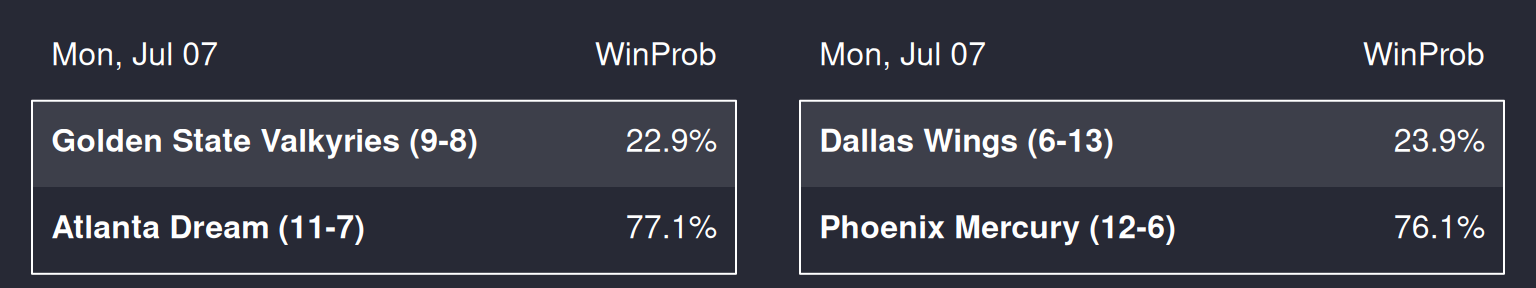 Mon, Jul 07 WinProb
Golden State Valkyries (9-8) 22.9%
Atlanta Dream (11-7) 77.1%
Mon, Jul 07 WinProb
Dallas Wings (6-13) 23.9%
Phoenix Mercury (12-6) 76.1%